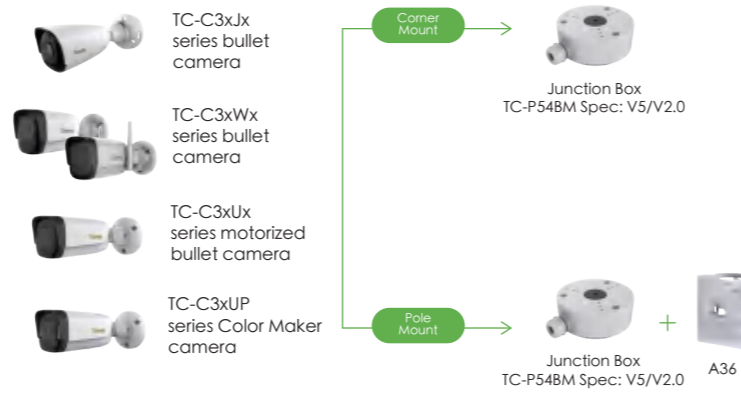 TC-C3xJx
series bullet
camera
TC-C3xWx
series bullet
camera
TC-C3xUx
series motorized
bullet camera
TC-C3xUP
series Color Maker
camera
Corner
Mount
Junction Box
TC-P54BM Spec: V5/V2.0
Pole
Mount
+
Junction Box
TC-P54BM Spec: V5/V2.0
A36